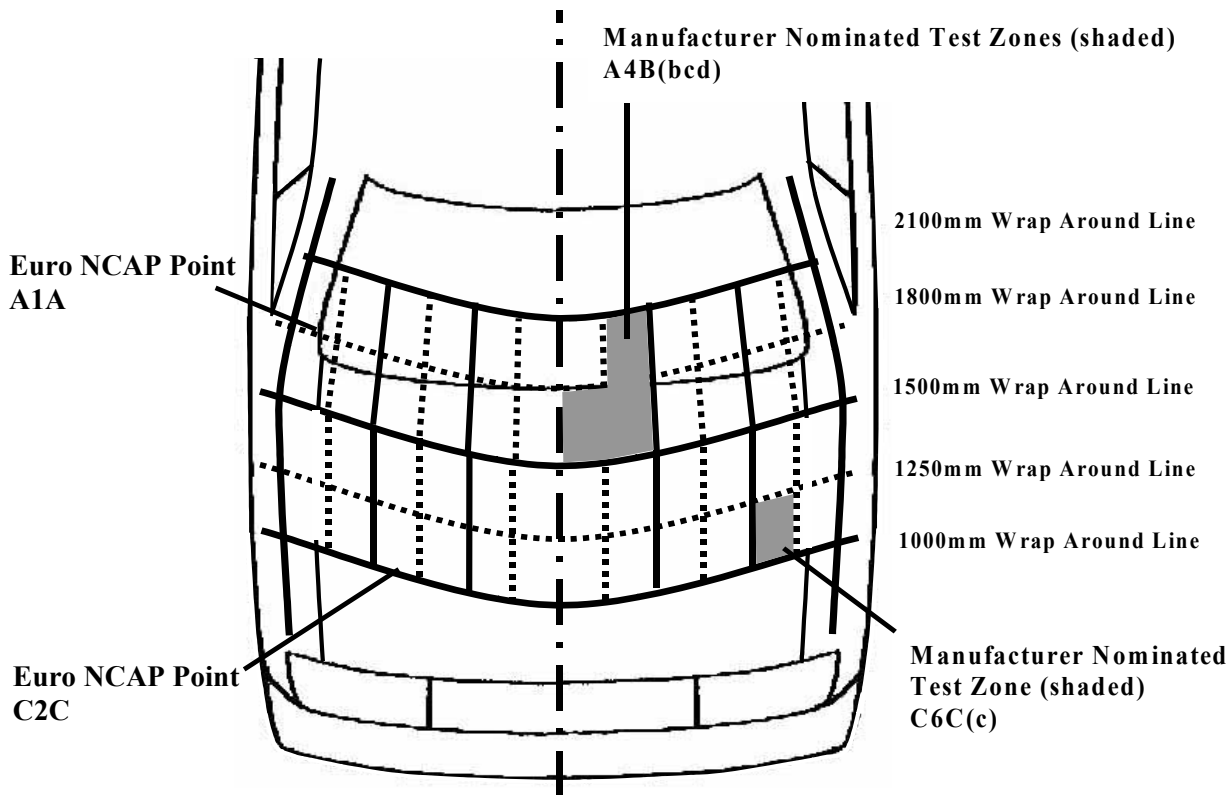 Manufacturer Nominated Test Zones (shaded)
A4B(bcd)
2100mm Wrap Around Line
Euro NCAP Point
A1A
1800mm Wrap Around Line
1500mm Wrap Around Line
1250mm Wrap Around Line
1000mm Wrap Around Line
Euro NCAP Point
C2C
Manufacturer Nominated
Test Zone (shaded)
C6C(c)